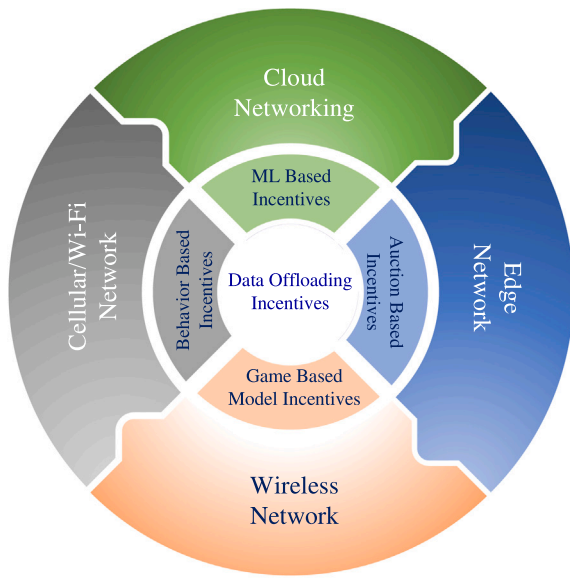 Cloud
Networking
ML Based
Incentives
Cellular/Wi-Fi
Network
Behavior Based
Incentives
Data Offloading
Incentives
Auction Based
Incentives
Edge
Network
Game Based
Model Incentives
Wireless
Network